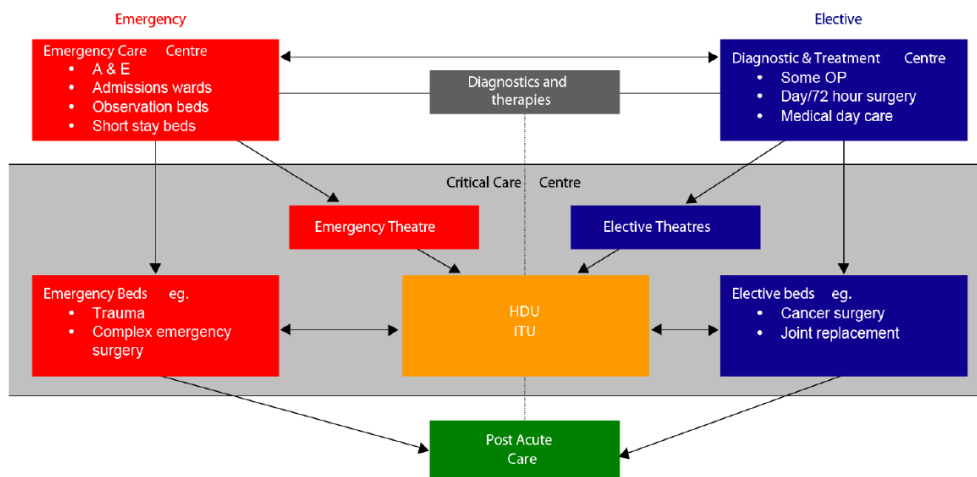 Emergency
Elective
Emergency Care Centre
• A & E
• Admissions wards
• Observation beds
• Short stay beds
Diagnostics and
therapies
Diagnostic & Treatment Centre
• Some OP
• Day/72 hour surgery
• Medical day care
Critical Care Centre
Emergency Theatre
Elective Theatres
Emergency Beds eg.
• Trauma
• Complex emergency
surgery
HDU
ITU
Elective beds eg.
• Cancer surgery
• Joint replacement
Post Acute
Care